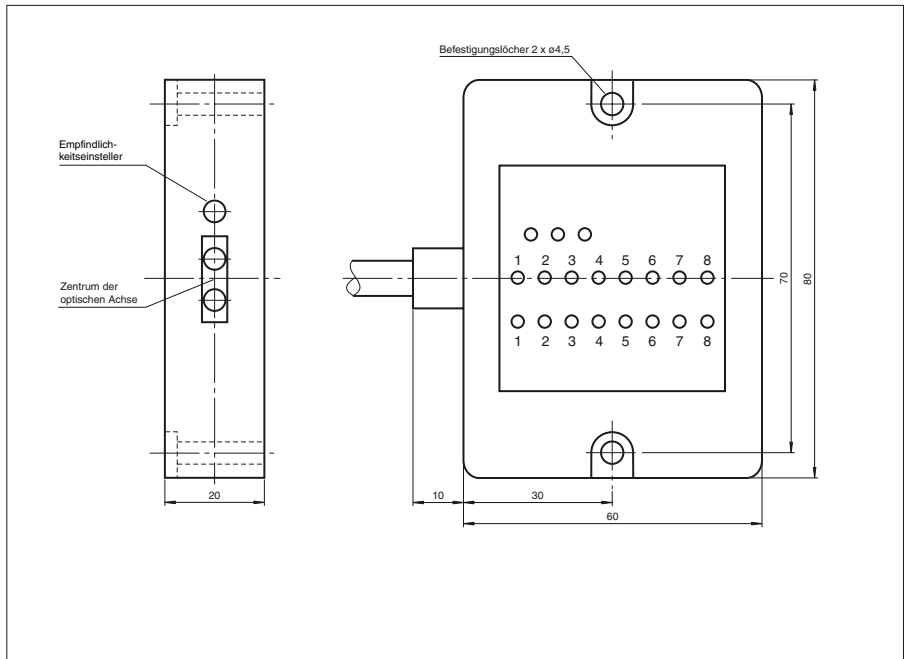 Befestigungslöcher 2 x ø4,5
Empfindlich-
keitseinsteller
Zentrum der
optischen Achse
1 2 3 4 5 6 7 8
1 2 3 4 5 6 7 8
70
80
20
10
30
60